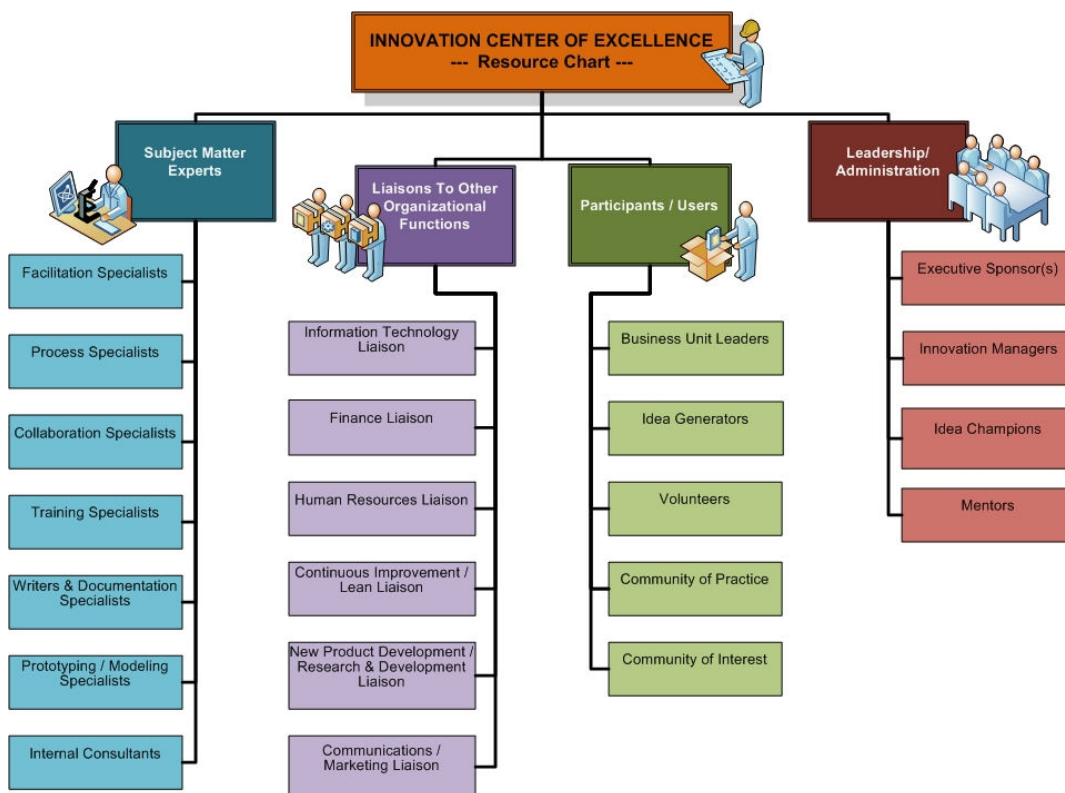 INNOVATION CENTER OF EXCELLENCE
--- Resource Chart ---
Subject Matter
Experts
Facilitation Specialists
Process Specialists
Collaboration Specialists
Training Specialists
Writers & Documentation
Specialists
Prototyping / Modeling
Specialists
Internal Consultants
Liaisons To Other
Organizational
Functions
Information Technology
Liaison
Finance Liaison
Human Resources Liaison
Continuous Improvement /
Lean Liaison
New Product Development /
Research & Development
Liaison
Communications /
Marketing Liaison
Participants / Users
Business Unit Leaders
Idea Generators
Volunteers
Community of Practice
Community of Interest
Leadership/
Administration
Executive Sponsor(s)
Innovation Managers
Idea Champions
Mentors